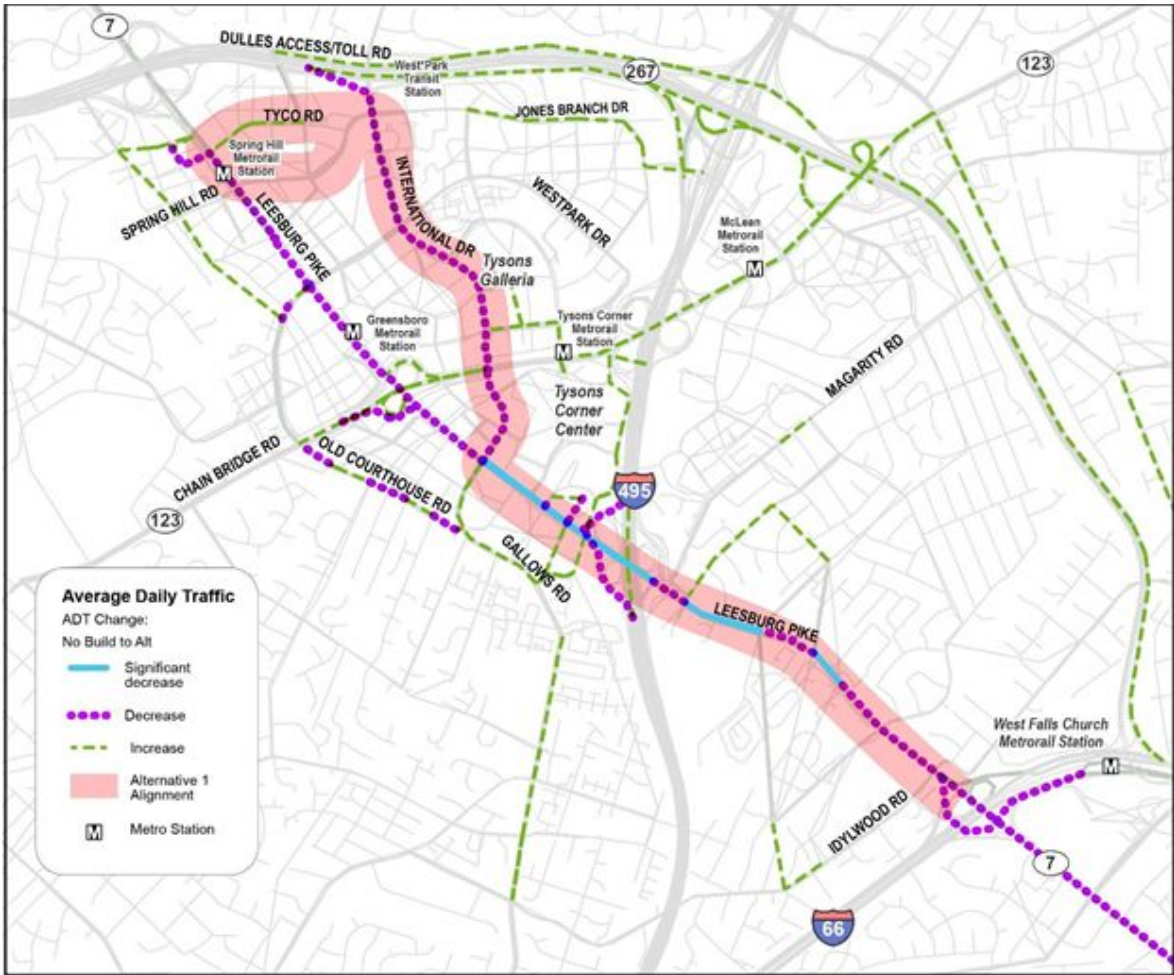 7
DULLES ACCESS/TOLL RD
West*Park
Transit
Station
267
123
TYCO RD
JONES BRANCH DR
Spring Hill
Metrorail
Station
M
SPRING HILL RD
LEESBURG PIKE
INTERNATIONAL DR
WESTPARK DR
Tysons
Galleria
McLean
Metrorail
Station
M
Greensboro
Metrorail
Station
M
Tysons Corner
Metrorail
Station
M
Tysons
Corner
Center
MAGARITY RD
CHAIN BRIDGE RD
OLD COURTHOUSE RD
123
495
GALLOWS RD
LEESBURG PIKE
Average Daily Traffic
ADT Change:
No Build to Alt
Significant
decrease
Decrease
Increase
Alternative 1
Alignment
M
Metro Station
West Falls Church
Metrorail Station
M
IDYLWOOD RD
7
66